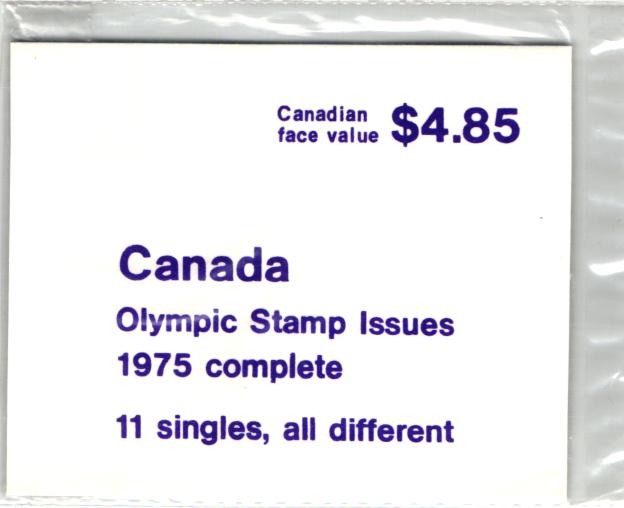 Canadian
face value $4.85
Canada
Olympic Stamp Issues
1975 complete
11 singles, all different